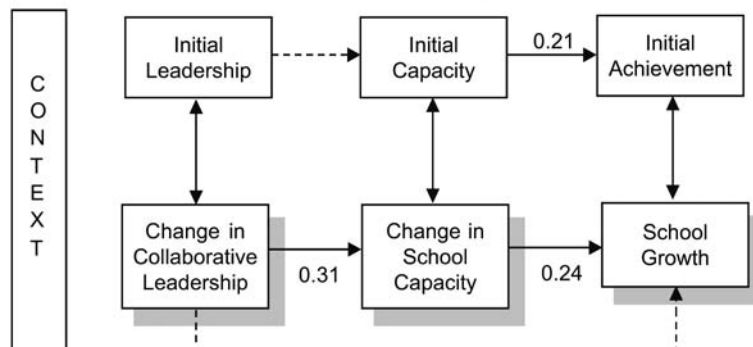 C
O
N
T
E
X
T
Initial
Leadership
Initial
Capacity
0.21
Initial
Achievement
Change in
Collaborative
Leadership
0.31
Change in
School
Capacity
0.24
School
Growth